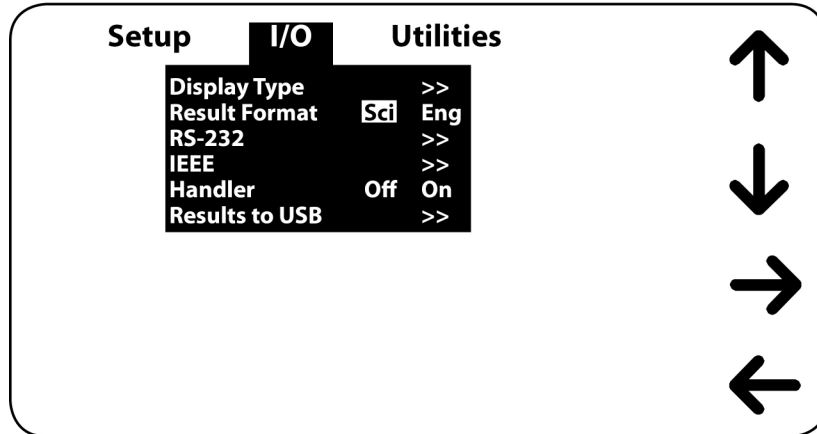 Setup I/O Utilities
Display Type >>
Result Format Sci Eng
RS-232 >>
IEEE >>
Handler Off On
Results to USB >>